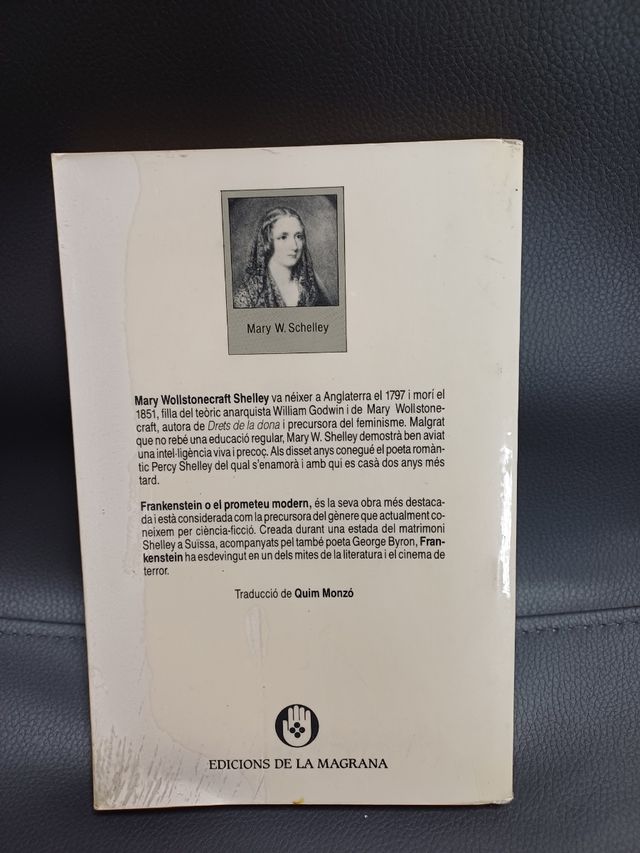 Mary W. Schelley
Mary Wollstonecraft Shelley va néixer a Anglaterra el 1797 i morí el
1851, filla del teòric anarquista William Godwin i de Mary Wollstone-
craft, autora de Drets de la dona i precursora del feminisme. Malgrat
que no rebé una educació regular, Mary W. Shelley demostrà ben aviat
una intel·ligència viva i precoç. Als disset anys conegué el poeta romàn-
tic Percy Shelley del qual s'enamorà i amb qui es casà dos anys més
tard.
Frankenstein o el prometeu modern, és la seva obra més destaca-
da i està considerada com la precursora del gènere que actualment co-
neixem per ciència-ficció. Creada durant una estada del matrimoni
Shelley a Suïssa, acompanyats pel també poeta George Byron, Fran-
kenstein ha esdevingut en un dels mites de la literatura i el cinema de
terror.
Traducció de Quim Monzó
EDICIONS DE LA MAGRANA